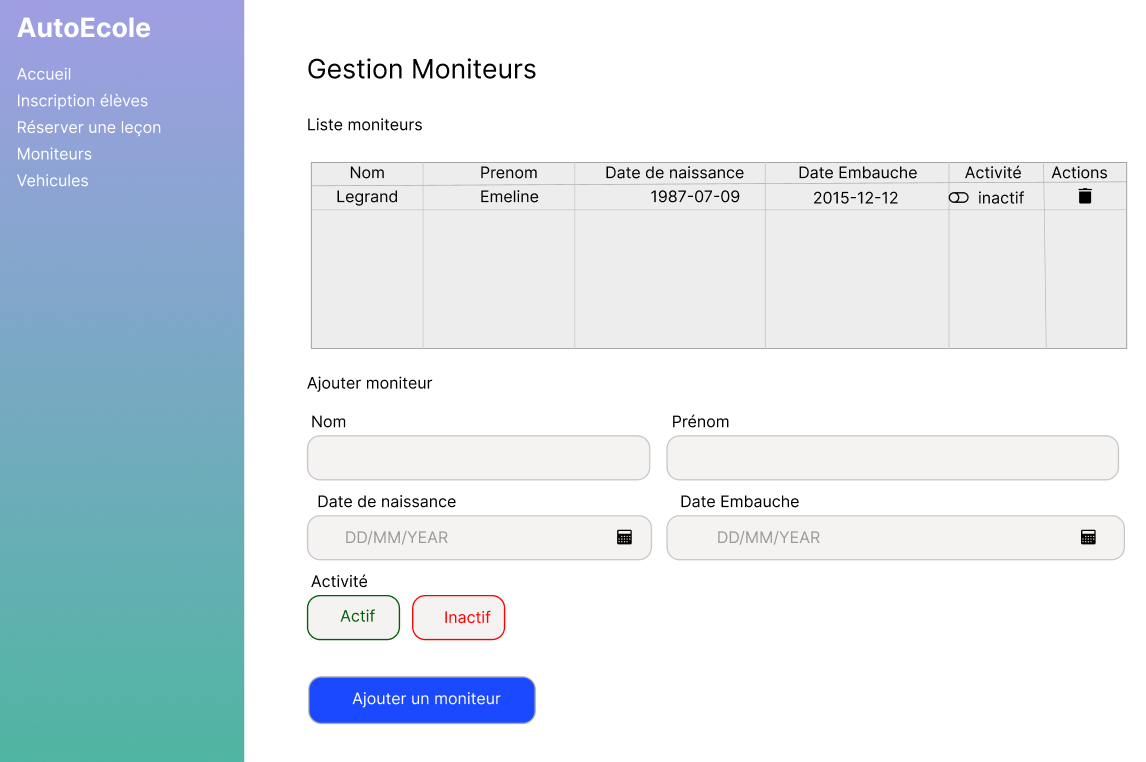 AutoEcole
Accueil
Inscription élèves
Réserver une leçon
Moniteurs
Vehicules
Gestion Moniteurs
Liste moniteurs
Nom Prenom Date de naissance Date Embauche Activité Actions
Legrand Emeline 1987-07-09 2015-12-12 inactif
Ajouter moniteur
Nom Prénom
Date de naissance Date Embauche
DD/MM/YEAR DD/MM/YEAR
Activité
Actif Inactif
Ajouter un moniteur